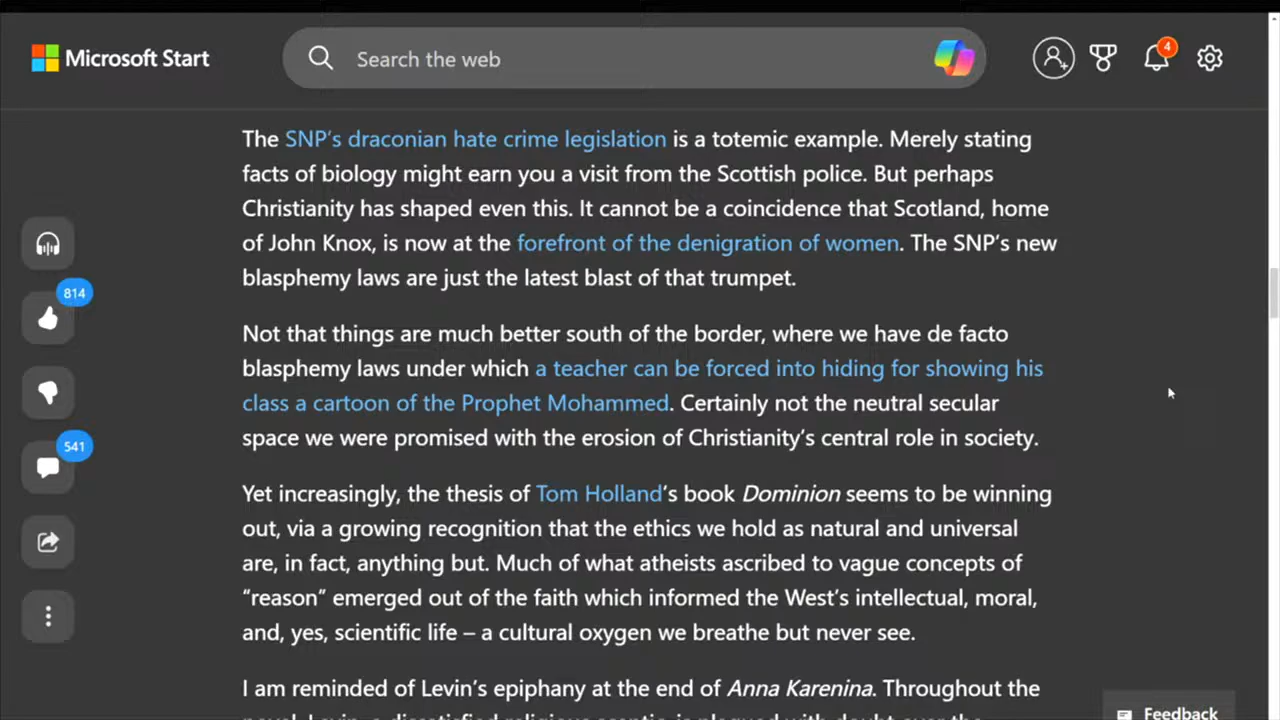 Microsoft Start
Search the web
4
The SNP’s draconian hate crime legislation is a totemic example. Merely stating
facts of biology might earn you a visit from the Scottish police. But perhaps
Christianity has shaped even this. It cannot be a coincidence that Scotland, home
of John Knox, is now at the forefront of the denigration of women. The SNP’s new
blasphemy laws are just the latest blast of that trumpet.
814
Not that things are much better south of the border, where we have de facto
blasphemy laws under which a teacher can be forced into hiding for showing his
class a cartoon of the Prophet Mohammed. Certainly not the neutral secular
space we were promised with the erosion of Christianity’s central role in society.
541
Yet increasingly, the thesis of Tom Holland’s book Dominion seems to be winning
out, via a growing recognition that the ethics we hold as natural and universal
are, in fact, anything but. Much of what atheists ascribed to vague concepts of
“reason” emerged out of the faith which informed the West’s intellectual, moral,
and, yes, scientific life – a cultural oxygen we breathe but never see.
I am reminded of Levin’s epiphany at the end of Anna Karenina. Throughout the
Feedback